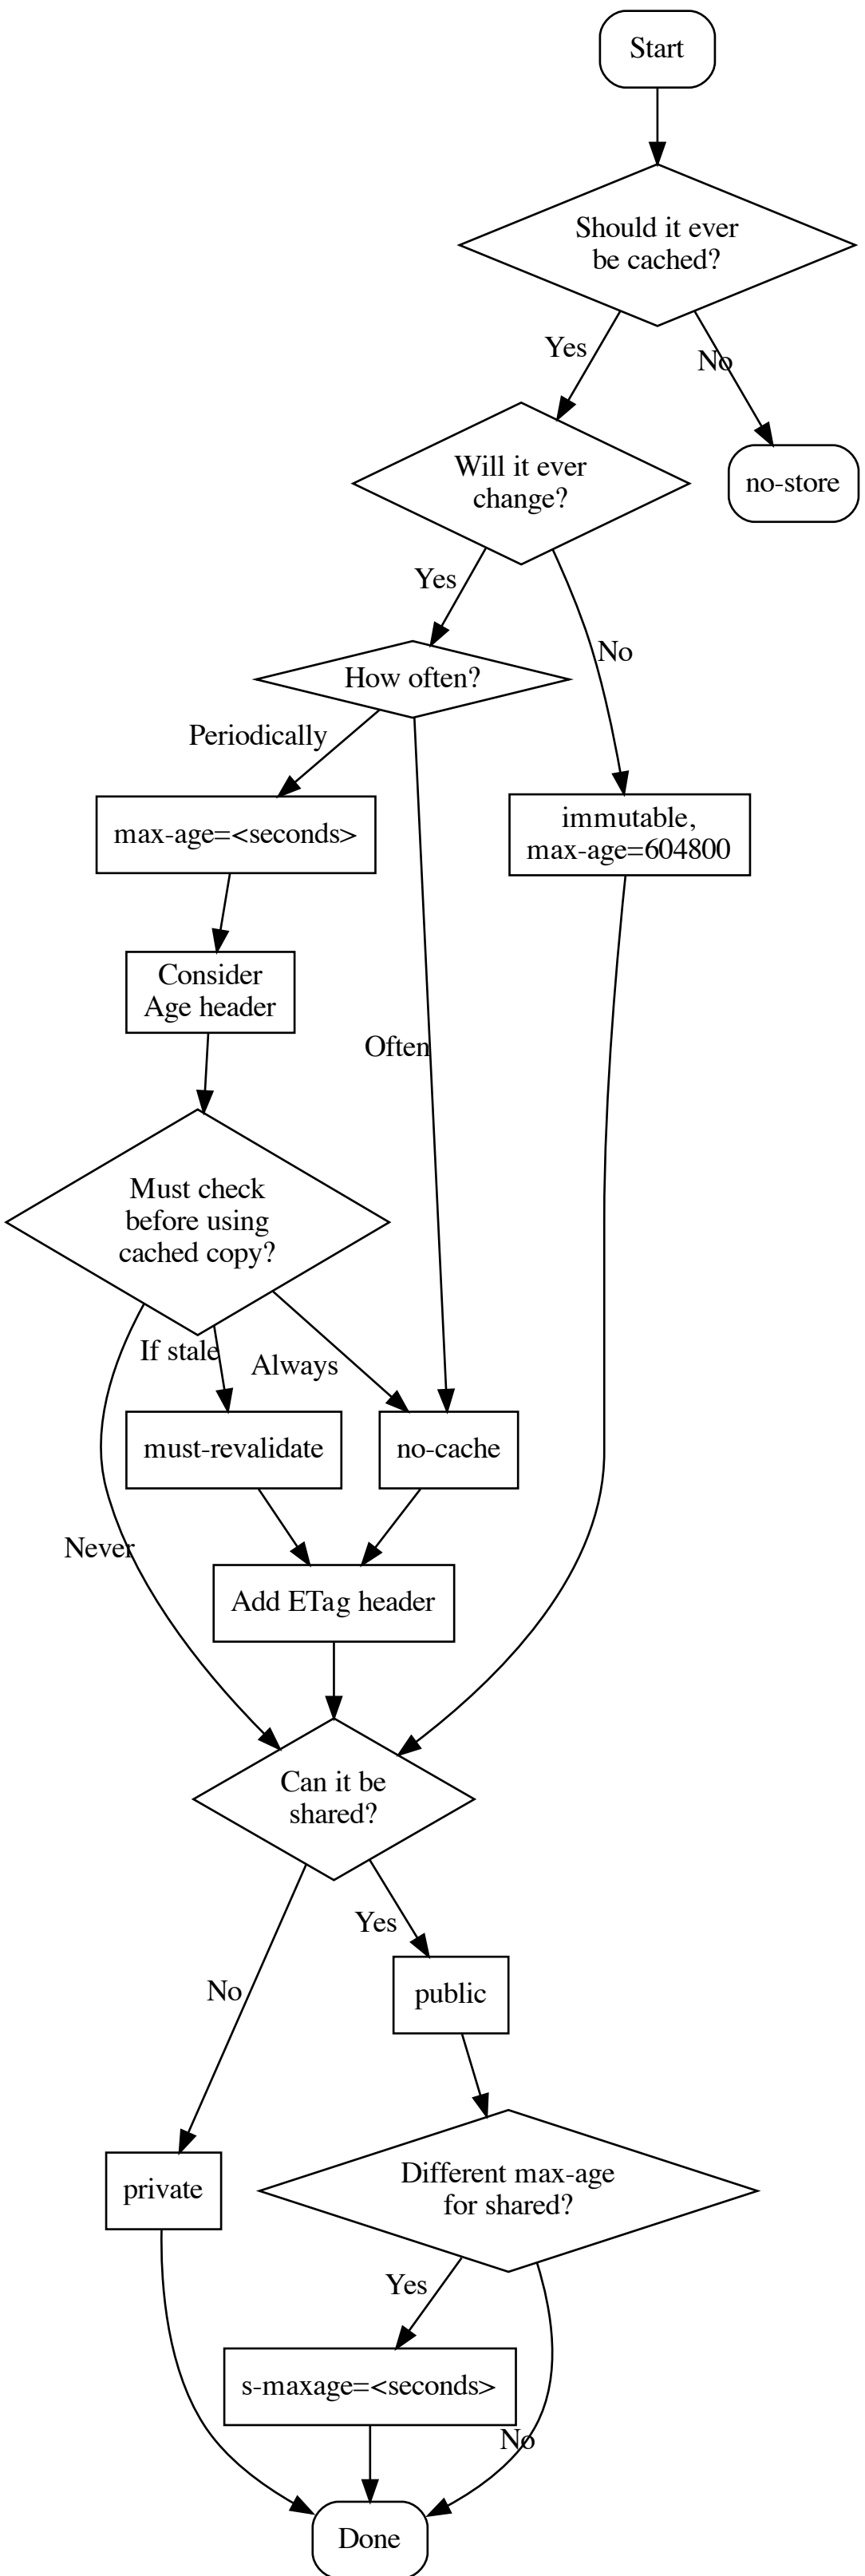 Start
Should it ever
be cached?
Yes
No
Will it ever
change?
no-store
Yes
No
How often?
Periodically
max-age=<seconds>
immutable,
max-age=604800
Consider
Age header
Often
Must check
before using
cached copy?
If stale
Always
must-revalidate
no-cache
Never
Add ETag header
Can it be
shared?
Yes
No
public
Different max-age
for shared?
private
Yes
s-maxage=<seconds>
No
Done